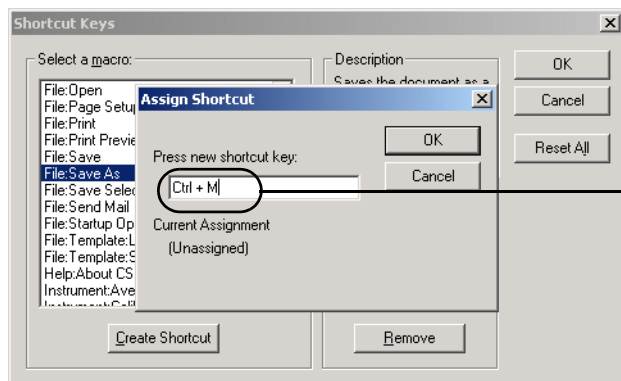 Shortcut Keys
Select a macro:
File:Open
File:Page Setup
File:Print
File:Print Previe
File:Save
File:Save As
File:Save Selec
File:Send Mail
File:Startup Op
File:Template:L
File:Template:S
Help:About CS
Instrument:Ave
Create Shortcut
Description
Saves the document as a
Remove
OK
Cancel
Reset All
Assign Shortcut
Press new shortcut key:
Ctrl + M
Current Assignment
(Unassigned)
OK
Cancel